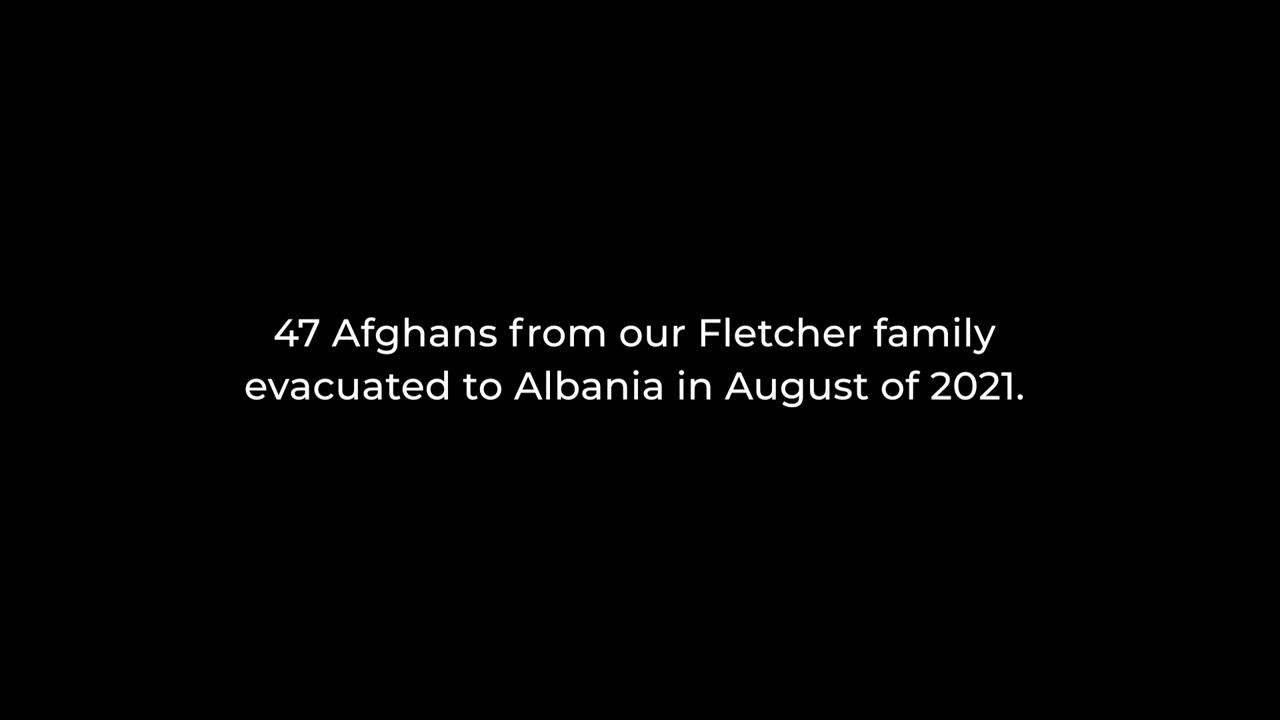 47 Afghans from our Fletcher family
evacuated to Albania in August of 2021.